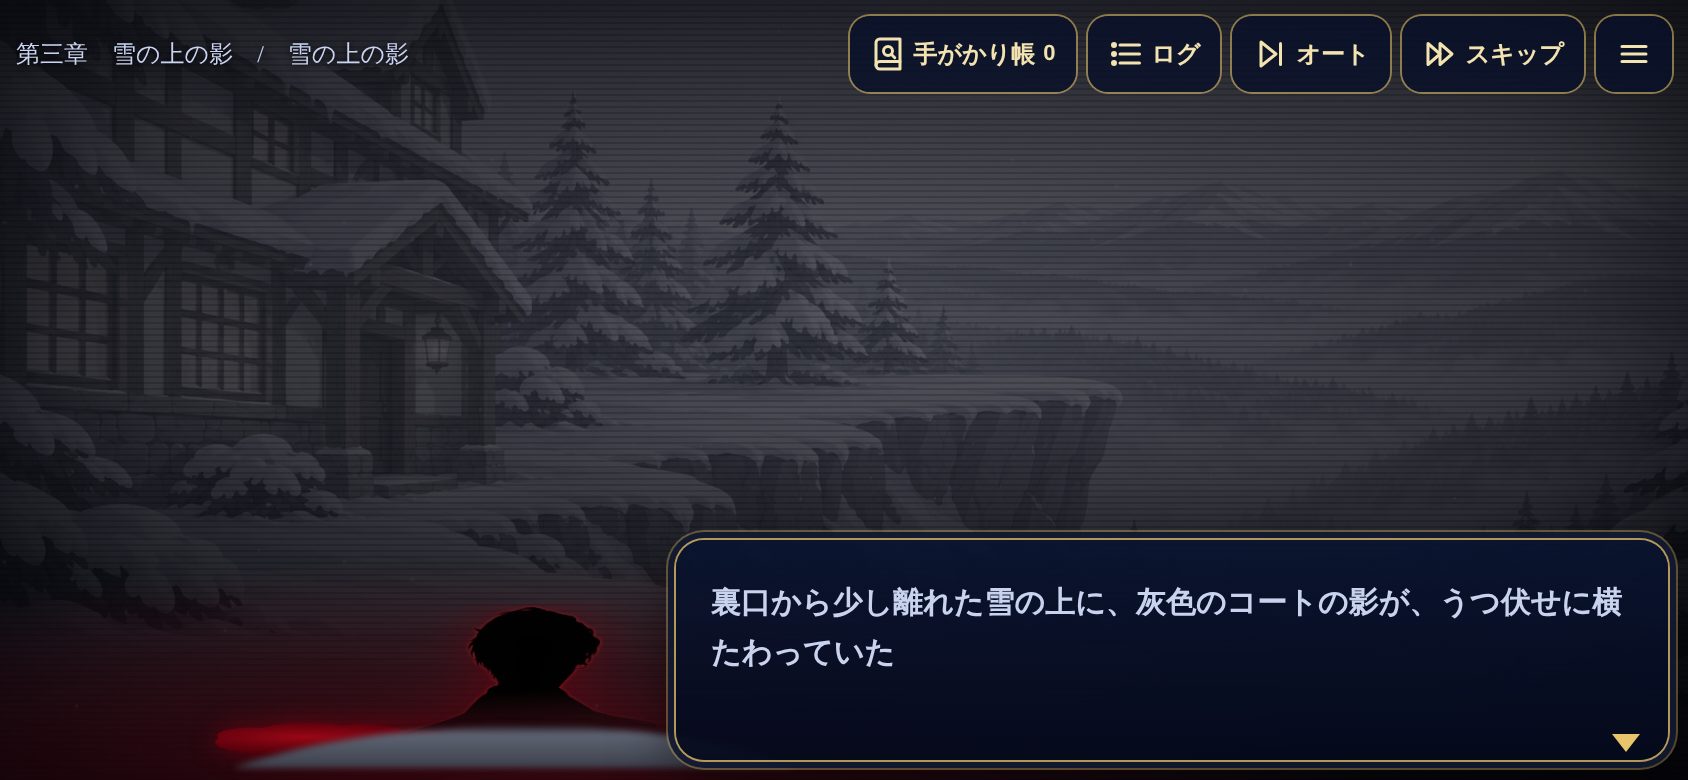 第三章 雪の上の影 / 雪の上の影
手がかり帳 0
ログ
オート
スキップ
裏口から少し離れた雪の上に、灰色のコートの影が、うつ伏せに横
たわっていた